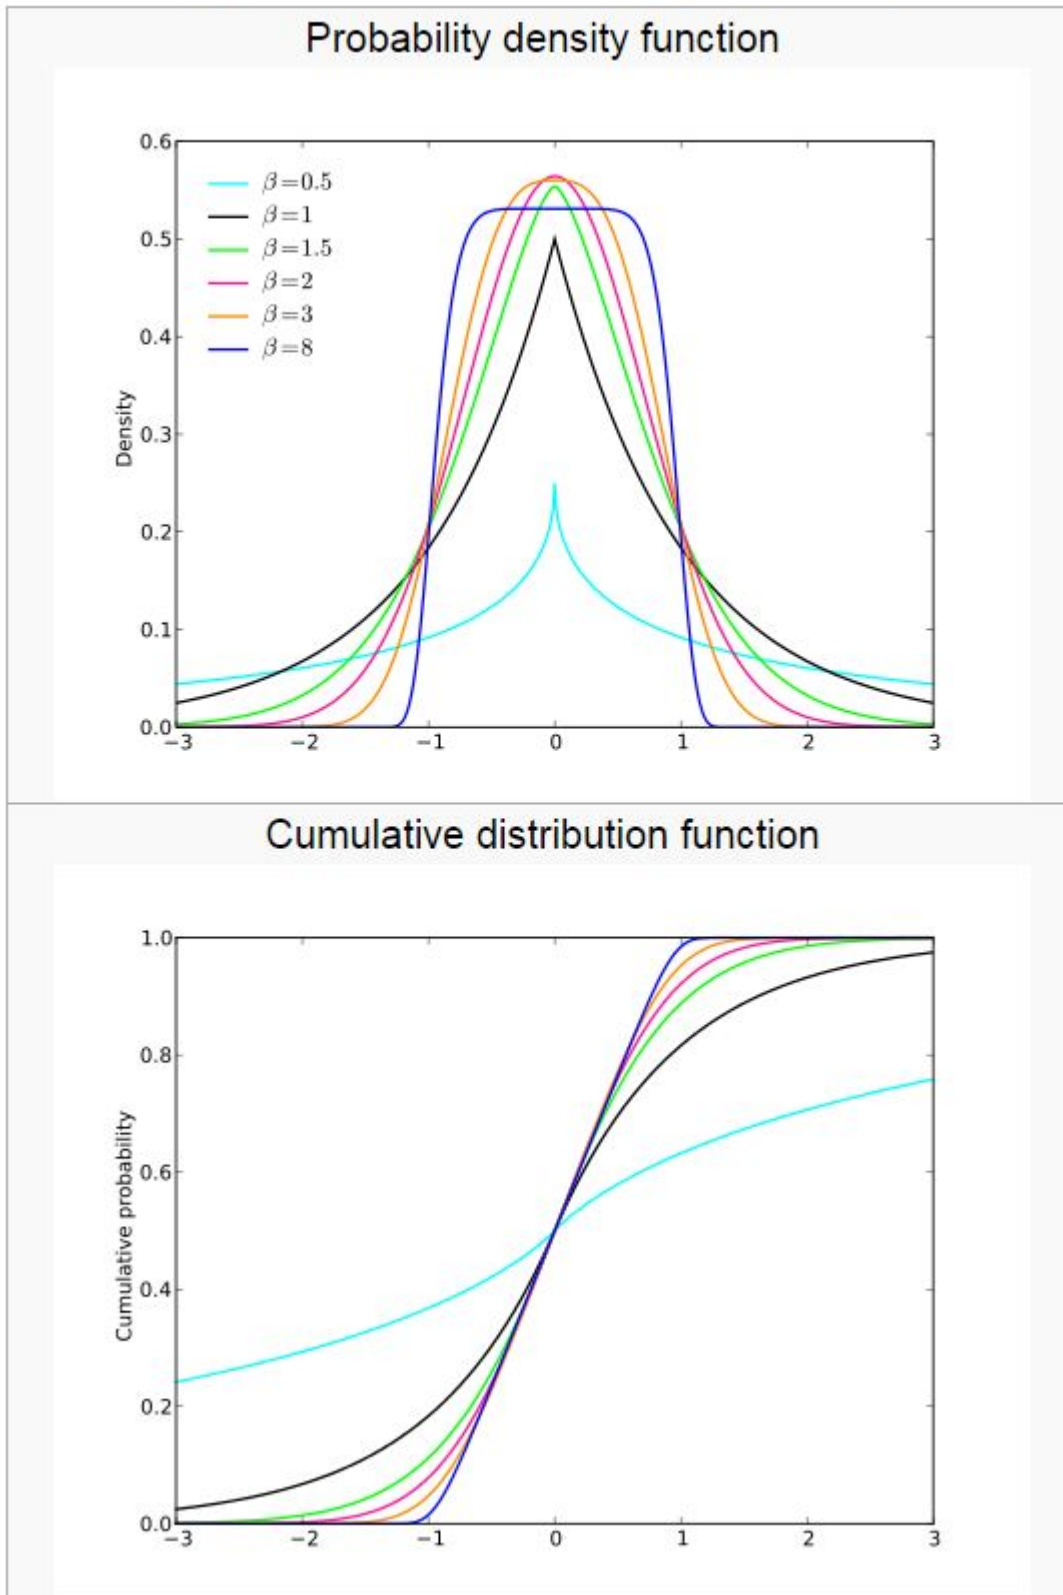 Probability density function
0.6
β=0.5
β=1
β=1.5
β=2
β=3
β=8
0.5
0.4
0.3
0.2
0.1
0.0
Density
−3 −2 −1 0 1 2 3
Cumulative distribution function
1.0
0.8
0.6
0.4
0.2
0.0
Cumulative probability
−3 −2 −1 0 1 2 3